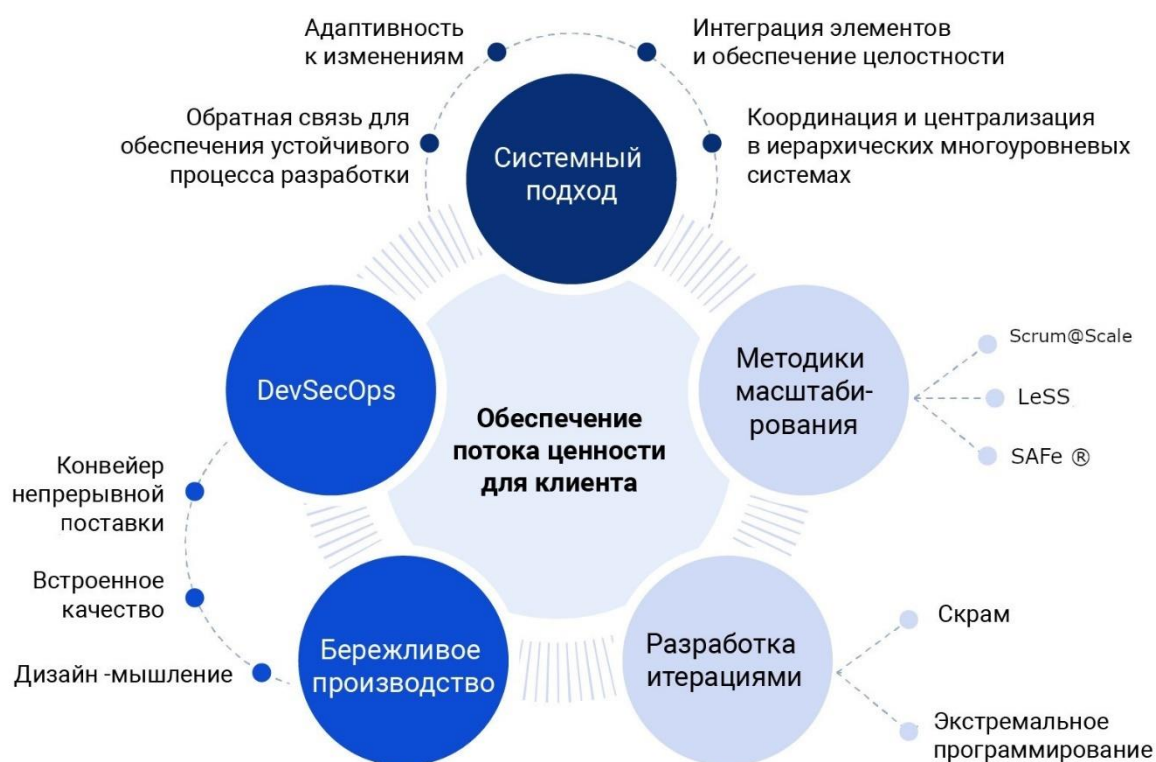 Адаптивность
к изменениям
Интеграция элементов
и обеспечение целостности
Обратная связь для
обеспечения устойчивого
процесса разработки
Координация и централизация
в иерархических многоуровневых
системах
Системный
подход
DevSecOps
Методики
масштаби-
рования
Scrum@Scale
LeSS
SAFe ®
Обеспечение
потока ценности
для клиента
Конвейер
непрерывной
поставки
Встроенное
качество
Дизайн -мышление
Бережливое
производство
Разработка
итерациями
Скрам
Экстремальное
программирование